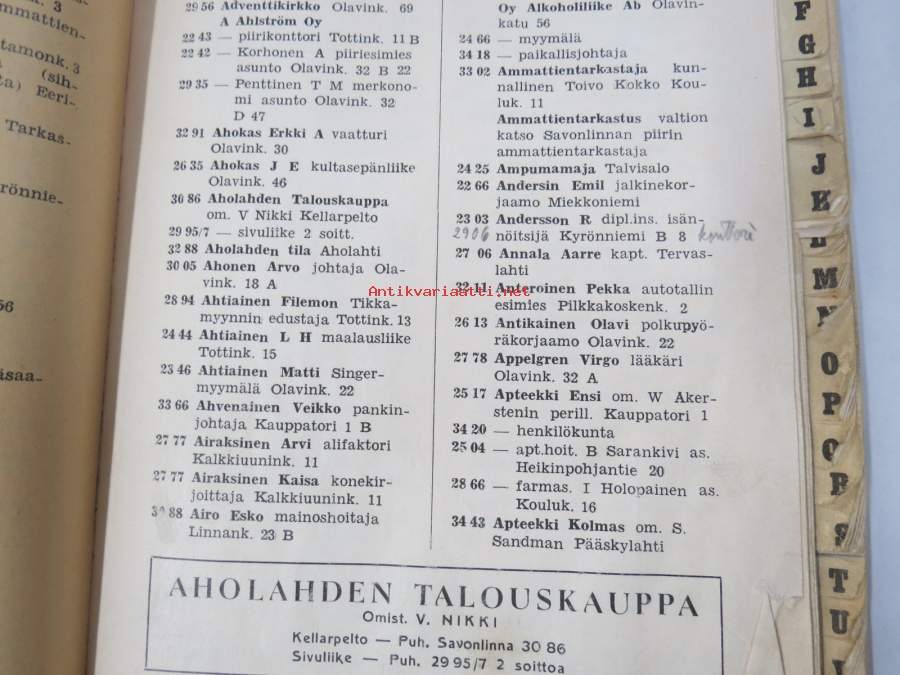 . 3
mmattien-
tamonk. 3
(sih-
ta) Eeri-
Tarkas-
rönnie-
56
äsaa-
29 56 Adventtikirkko Olavink. 69
A Ahlström Oy
22 43 — piirikonttori Tottink. 11 B
22 42 — Korhonen A piiriesimies
asunto Olavink. 32 B 22
29 35 — Penttinen T M merkono-
mi asunto Olavink. 32
D 47
32 91 Ahokas Erkki A vaatturi
Olavink. 30
26 35 Ahokas J E kultasepänliike
Olavink. 46
30 86 Aholahden Talouskauppa
om. V Nikki Kellarpelto
29 95/7 — sivuliike 2 soitt.
32 88 Aholahden tila Aholahti
30 05 Ahonen Arvo johtaja Ola-
vink. 18 A
28 94 Ahtiainen Filemon Tikka-
myynnin edustaja Tottink. 13
24 44 Ahtiainen L H maalausliike
Tottink. 15
23 46 Ahtiainen Matti Singer-
myymälä Olavink. 22
33 66 Ahvenainen Veikko pankin-
johtaja Kauppatori 1 B
27 77 Airaksinen Arvi alifaktori
Kalkkiuunink. 11
27 77 Airaksinen Kaisa konekir-
joittaja Kalkkiuunink. 11
88 Airo Esko mainoshoitaja
Linnank. 23 B
Oy Alkoholiliike Ab Olavin-
katu 56
24 66 — myymälä
34 18 — paikallisjohtaja
33 02 Ammattientarkastaja kun-
nallinen Toivo Kokko Kou-
luk. 11
Ammattientarkastus valtion
katso Savonlinnan piirin
ammattientarkastaja
24 25 Ampumamaja Talvisalo
22 66 Andersin Emil jalkinekor-
jaamo Miekkoniemi
23 03 Andersson R dipl.ins. isän-
2906 nöitsijä Kyrönniemi B 8 konttori
27 06 Annala Aarre kapt. Tervas-
lahti
32 11 Anteroinen Pekka autotallin
esimies Pilkkakoskenk. 2
26 13 Antikainen Olavi polkupyö-
räkorjaamo Olavink. 22
27 78 Appelgren Virgo lääkäri
Olavink. 32 A
25 17 Apteekki Ensi om. W Aker-
stenin perill. Kauppatori 1
34 20 — henkilökunta
25 04 — apt.hoit. B Sarankivi as.
Heikinpohjantie 20
28 66 — farmas. I Holopainen as.
Kouluk. 16
34 43 Apteekki Kolmas om. S.
Sandman Pääskylahti
Antikvariaatti.net
AHOLAHDEN TALOUSKAUPPA
Omist. V. NIKKI
Kellarpelto — Puh. Savonlinna 30 86
Sivuliike — Puh. 29 95/7 2 soittoa
F
G
H
I
J
K
L
M
N
O
P
Q
R
S
T
U
V